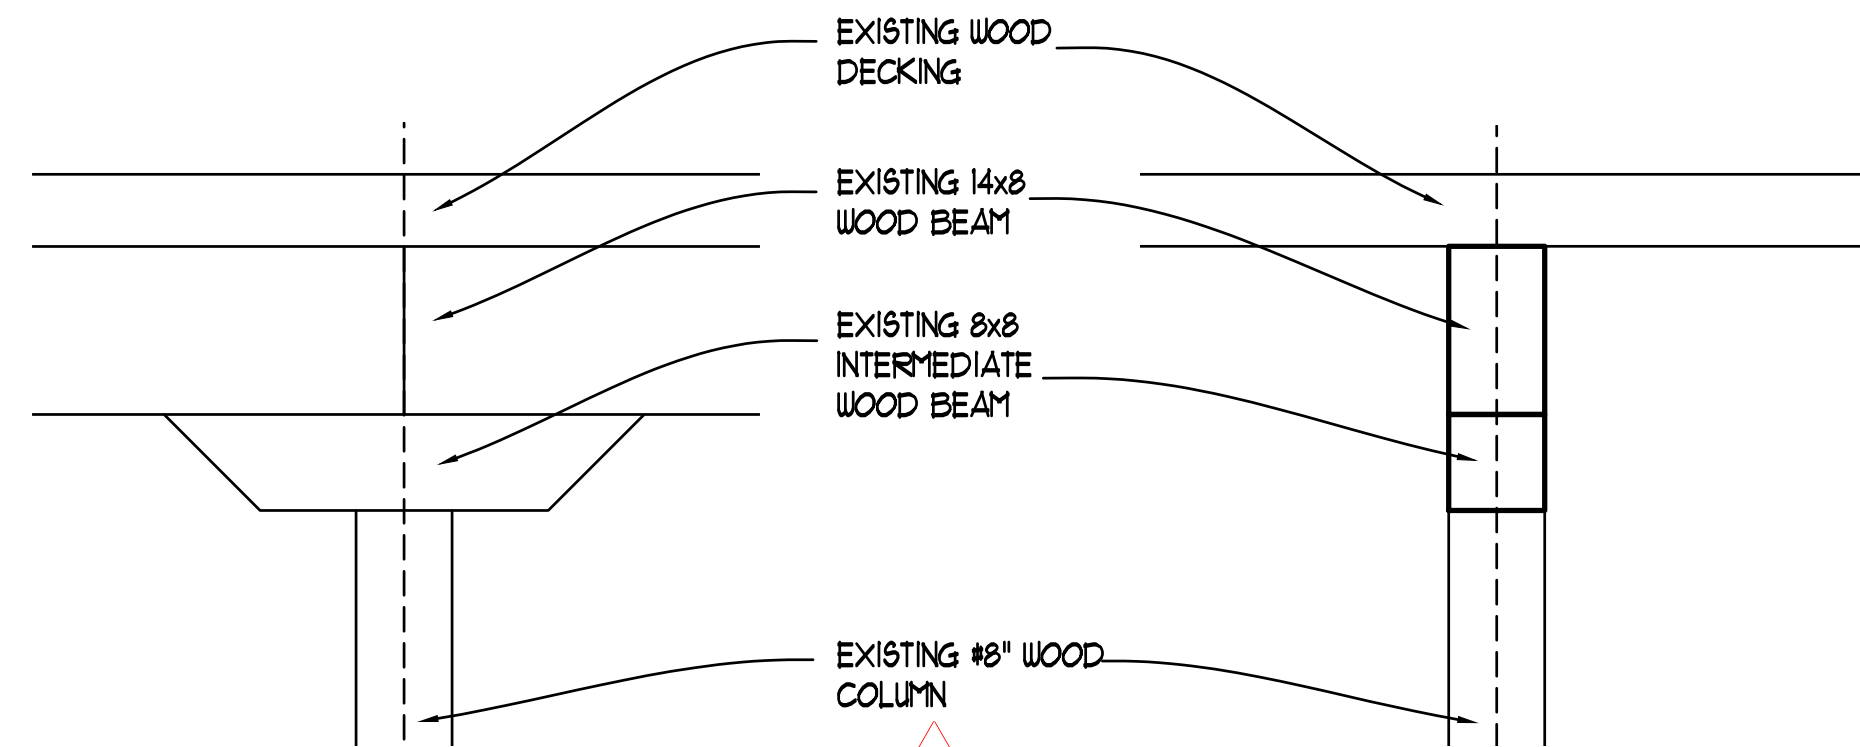 EXISTING WOOD
DECKING
EXISTING 14x8
WOOD BEAM
EXISTING 8x8
INTERMEDIATE
WOOD BEAM
EXISTING #8" WOOD
COLUMN